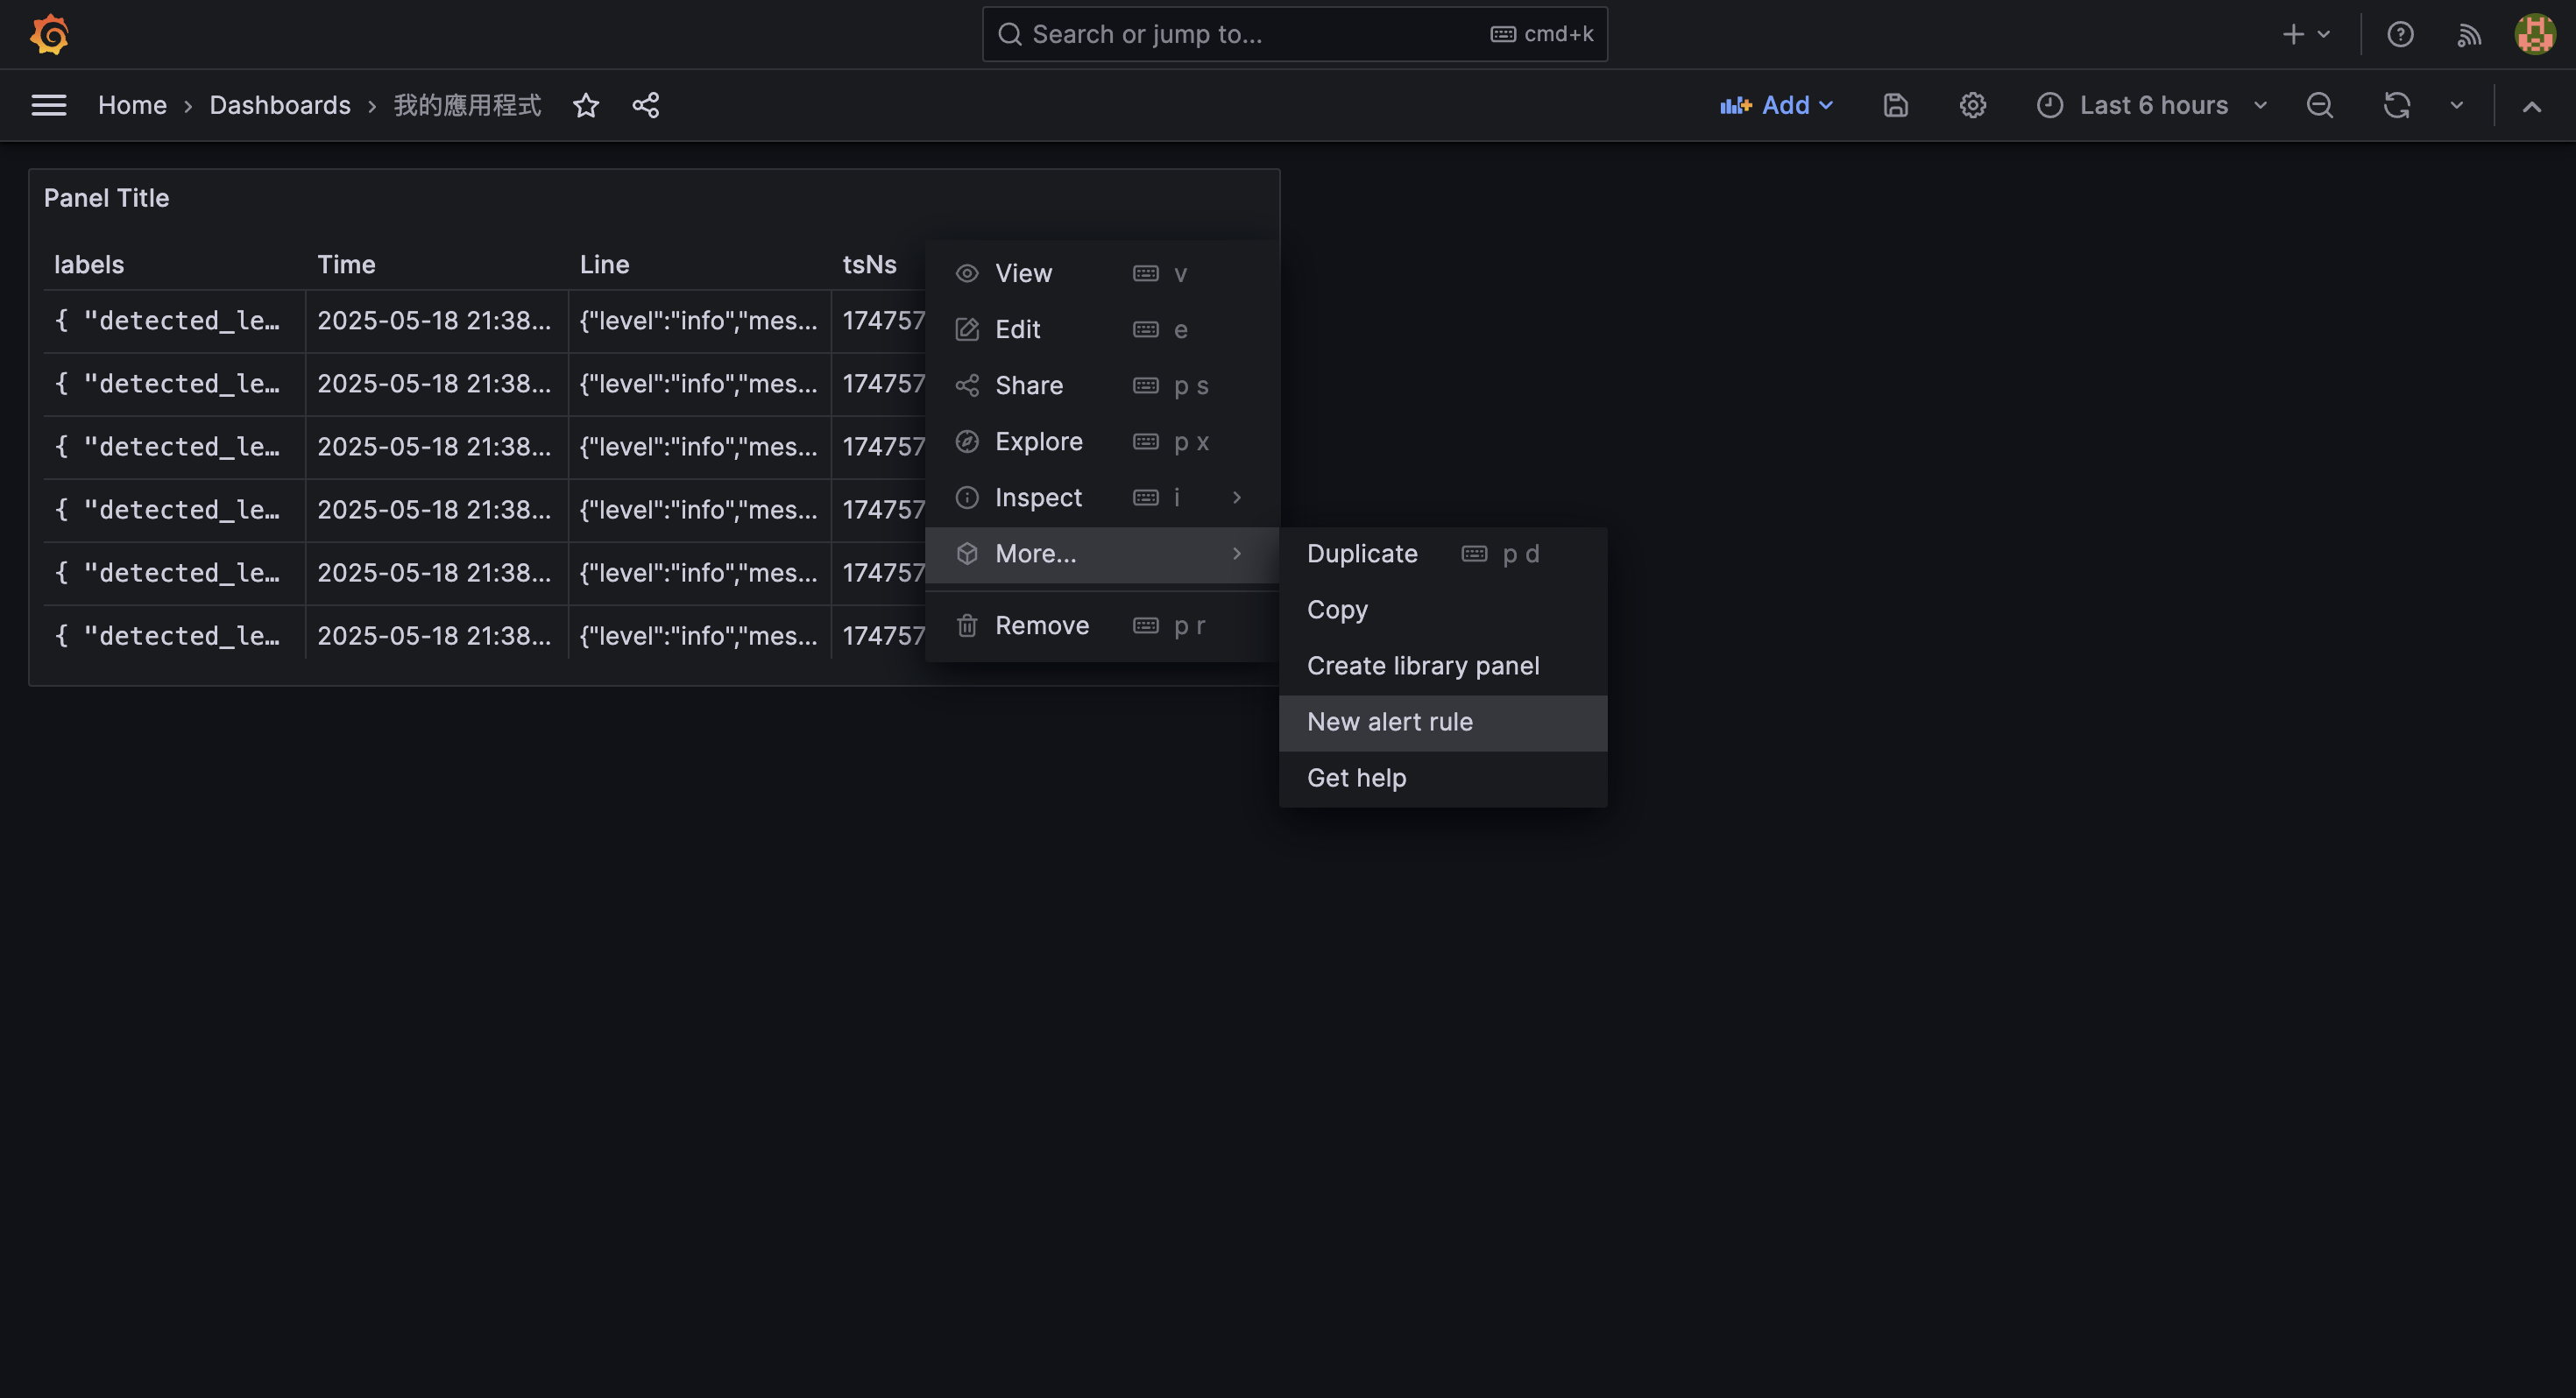 Search or jump to... cmd+k
Home › Dashboards › 我的應用程式 Add Last 6 hours
Panel Title
labels Time Line tsNs
{ "detected_le... 2025-05-18 21:38... {"level":"info","mes... 174757
{ "detected_le... 2025-05-18 21:38... {"level":"info","mes... 174757
{ "detected_le... 2025-05-18 21:38... {"level":"info","mes... 174757
{ "detected_le... 2025-05-18 21:38... {"level":"info","mes... 174757
{ "detected_le... 2025-05-18 21:38... {"level":"info","mes... 174757
{ "detected_le... 2025-05-18 21:38... {"level":"info","mes... 174757
View v
Edit e
Share p s
Explore p x
Inspect i
More...
Remove p r
Duplicate p d
Copy
Create library panel
New alert rule
Get help